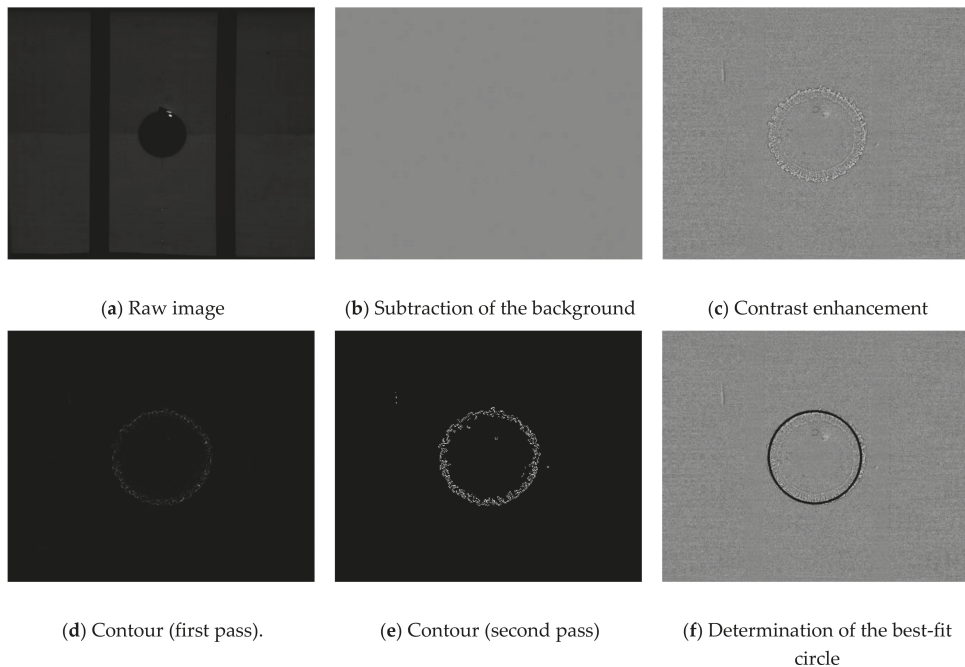 (a) Raw image
(b) Subtraction of the background
(c) Contrast enhancement
(d) Contour (first pass).
(e) Contour (second pass)
(f) Determination of the best-fit
circle